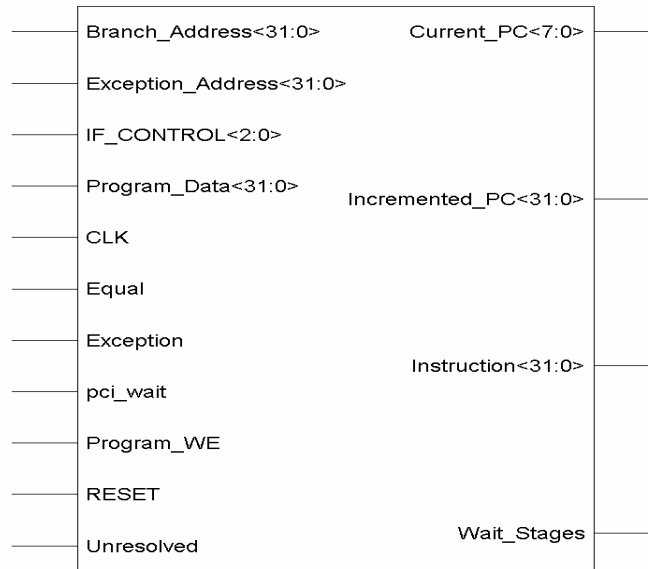 Branch_Address<31:0>
Current_PC<7:0>
Exception_Address<31:0>
IF_CONTROL<2:0>
Program_Data<31:0>
Incremented_PC<31:0>
CLK
Equal
Exception
Instruction<31:0>
pci_wait
Program_WE
RESET
Wait_Stages
Unresolved